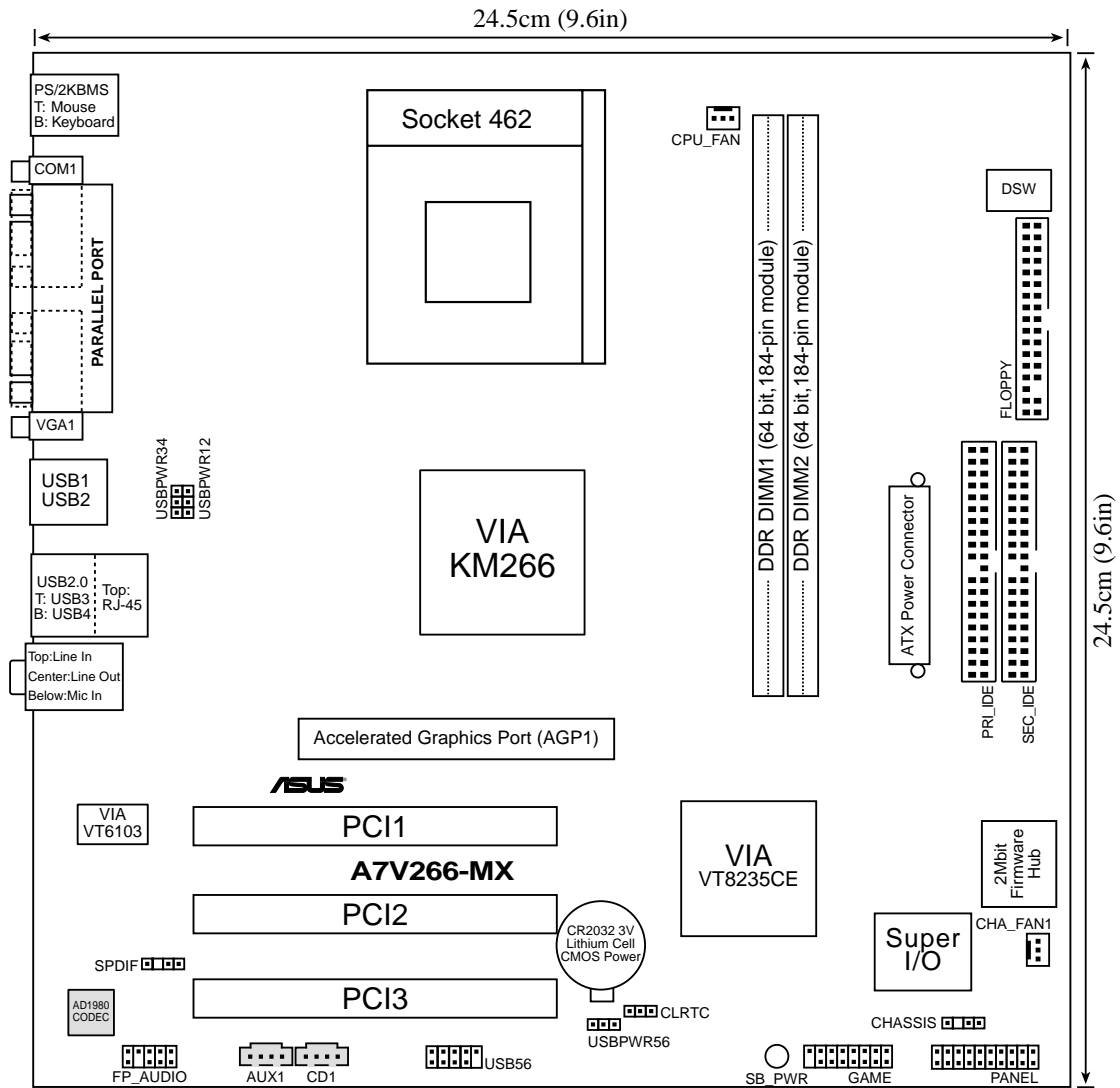 24.5cm (9.6in)
PS/2KBMS
T: Mouse
B: Keyboard
Socket 462
CPU_FAN
COM1
DSW
PARALLEL PORT
DDR DIMM1 (64 bit,184-pin module)
DDR DIMM2 (64 bit,184-pin module)
FLOPPY
VGA1
USB1
USB2
USBPWR34
USBPWR12
VIA
KM266
ATX Power Connector
24.5cm (9.6in)
USB2.0
T: USB3
B: USB4
Top:
RJ-45
Top:Line In
Center:Line Out
Below:Mic In
PRI_IDE
SEC_IDE
Accelerated Graphics Port (AGP1)
ASUS
VIA
VT6103
PCI1
VIA
VT8235CE
2Mbit
Firmware
Hub
A7V266-MX
PCI2
CR2032 3V
Lithium Cell
CMOS Power
Super
I/O
CHA_FAN1
SPDIF
AD1980
CODEC
PCI3
CLRTC
USBPWR56
CHASSIS
FP_AUDIO
AUX1
CD1
USB56
SB_PWR
GAME
PANEL